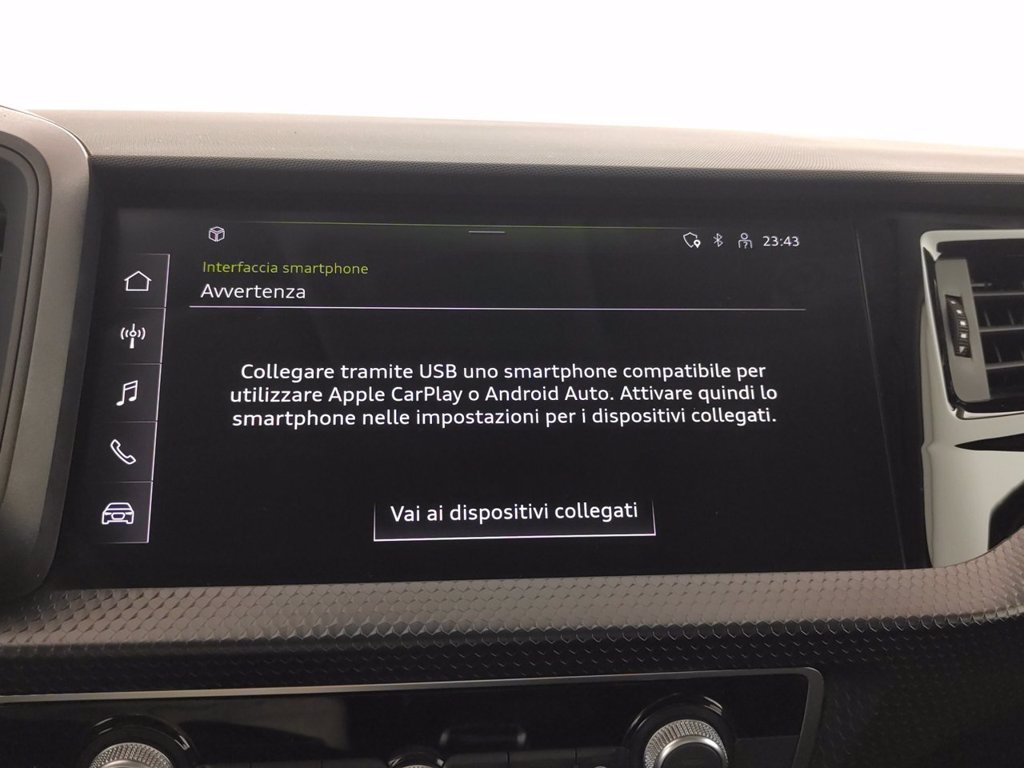 23:43
Interfaccia smartphone
Avvertenza
Collegare tramite USB uno smartphone compatibile per
utilizzare Apple CarPlay o Android Auto. Attivare quindi lo
smartphone nelle impostazioni per i dispositivi collegati.
Vai ai dispositivi collegati